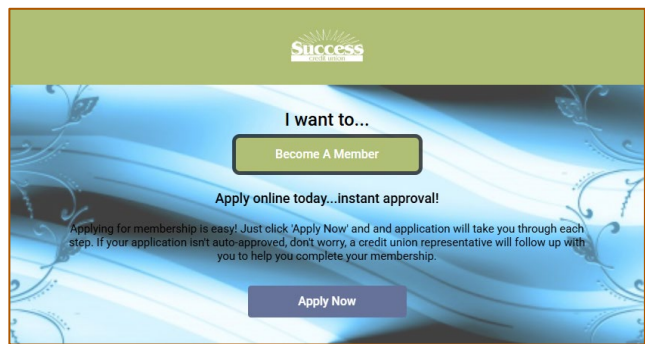 Success
credit union
I want to...
Become A Member
Apply online today...instant approval!
Applying for membership is easy! Just click 'Apply Now' and and application will take you through each
step. If your application isn't auto-approved, don't worry, a credit union representative will follow up with
you to help you complete your membership.
Apply Now